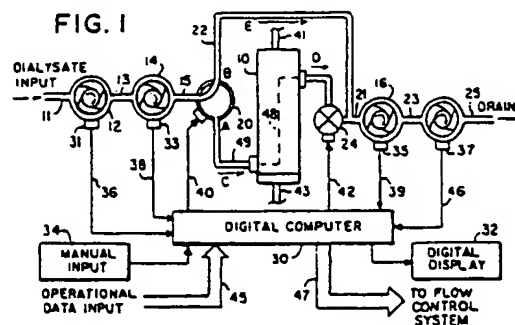 FIG. 1
E
41
22
14
10
D
16
DIALYSATE INPUT
13
15
B
DRAIN
25
11
12
20
48
21
23
A
24
31
33
49
35
37
C
43
36
38
40
42
39
46
DIGITAL COMPUTER
34
30
32
MANUAL INPUT
DIGITAL DISPLAY
OPERATIONAL DATA INPUT
45
47
TO FLOW CONTROL SYSTEM